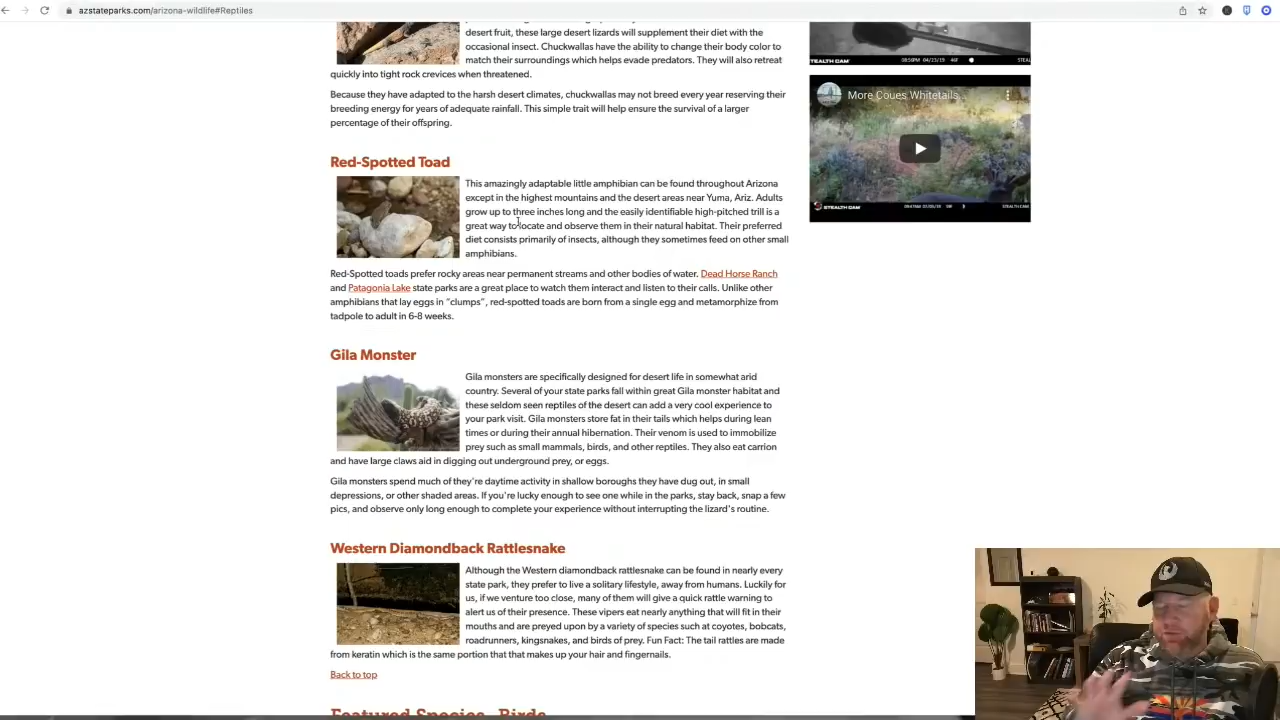 azstateparks.com/arizona-wildlife#Reptiles
desert fruit, these large desert lizards will supplement their diet with the
occasional insect. Chuckwallas have the ability to change their body color to
match their surroundings which helps evade predators. They will also retreat
quickly into tight rock crevices when threatened.
Because they have adapted to the harsh desert climates, chuckwallas may not breed every year reserving their
breeding energy for years of adequate rainfall. This simple trait will help ensure the survival of a larger
percentage of their offspring.
Red-Spotted Toad
This amazingly adaptable little amphibian can be found throughout Arizona
except in the highest mountains and the desert areas near Yuma, Ariz. Adults
grow up to three inches long and the easily identifiable high-pitched trill is a
great way to locate and observe them in their natural habitat. Their preferred
diet consists primarily of insects, although they sometimes feed on other small
amphibians.
Red-Spotted toads prefer rocky areas near permanent streams and other bodies of water. Dead Horse Ranch
and Patagonia Lake state parks are a great place to watch them interact and listen to their calls. Unlike other
amphibians that lay eggs in "clumps", red-spotted toads are born from a single egg and metamorphize from
tadpole to adult in 6-8 weeks.
Gila Monster
Gila monsters are specifically designed for desert life in somewhat arid
country. Several of your state parks fall within great Gila monster habitat and
these seldom seen reptiles of the desert can add a very cool experience to
your park visit. Gila monsters store fat in their tails which helps during lean
times or during their annual hibernation. Their venom is used to immobilize
prey such as small mammals, birds, and other reptiles. They also eat carrion
and have large claws aid in digging out underground prey, or eggs.
Gila monsters spend much of they're daytime activity in shallow boroughs they have dug out, in small
depressions, or other shaded areas. If you're lucky enough to see one while in the parks, stay back, snap a few
pics, and observe only long enough to complete your experience without interrupting the lizard's routine.
Western Diamondback Rattlesnake
Although the Western diamondback rattlesnake can be found in nearly every
state park, they prefer to live a solitary lifestyle, away from humans. Luckily for
us, if we venture too close, many of them will give a quick rattle warning to
alert us of their presence. These vipers eat nearly anything that will fit in their
mouths and are preyed upon by a variety of species such as coyotes, bobcats,
roadrunners, kingsnakes, and birds of prey. Fun Fact: The tail rattles are made
from keratin which is the same portion that that makes up your hair and fingernails.
Back to top
Featured Species- Birds
STEALTH CAM
More Coues Whitetails
STEALTH CAM